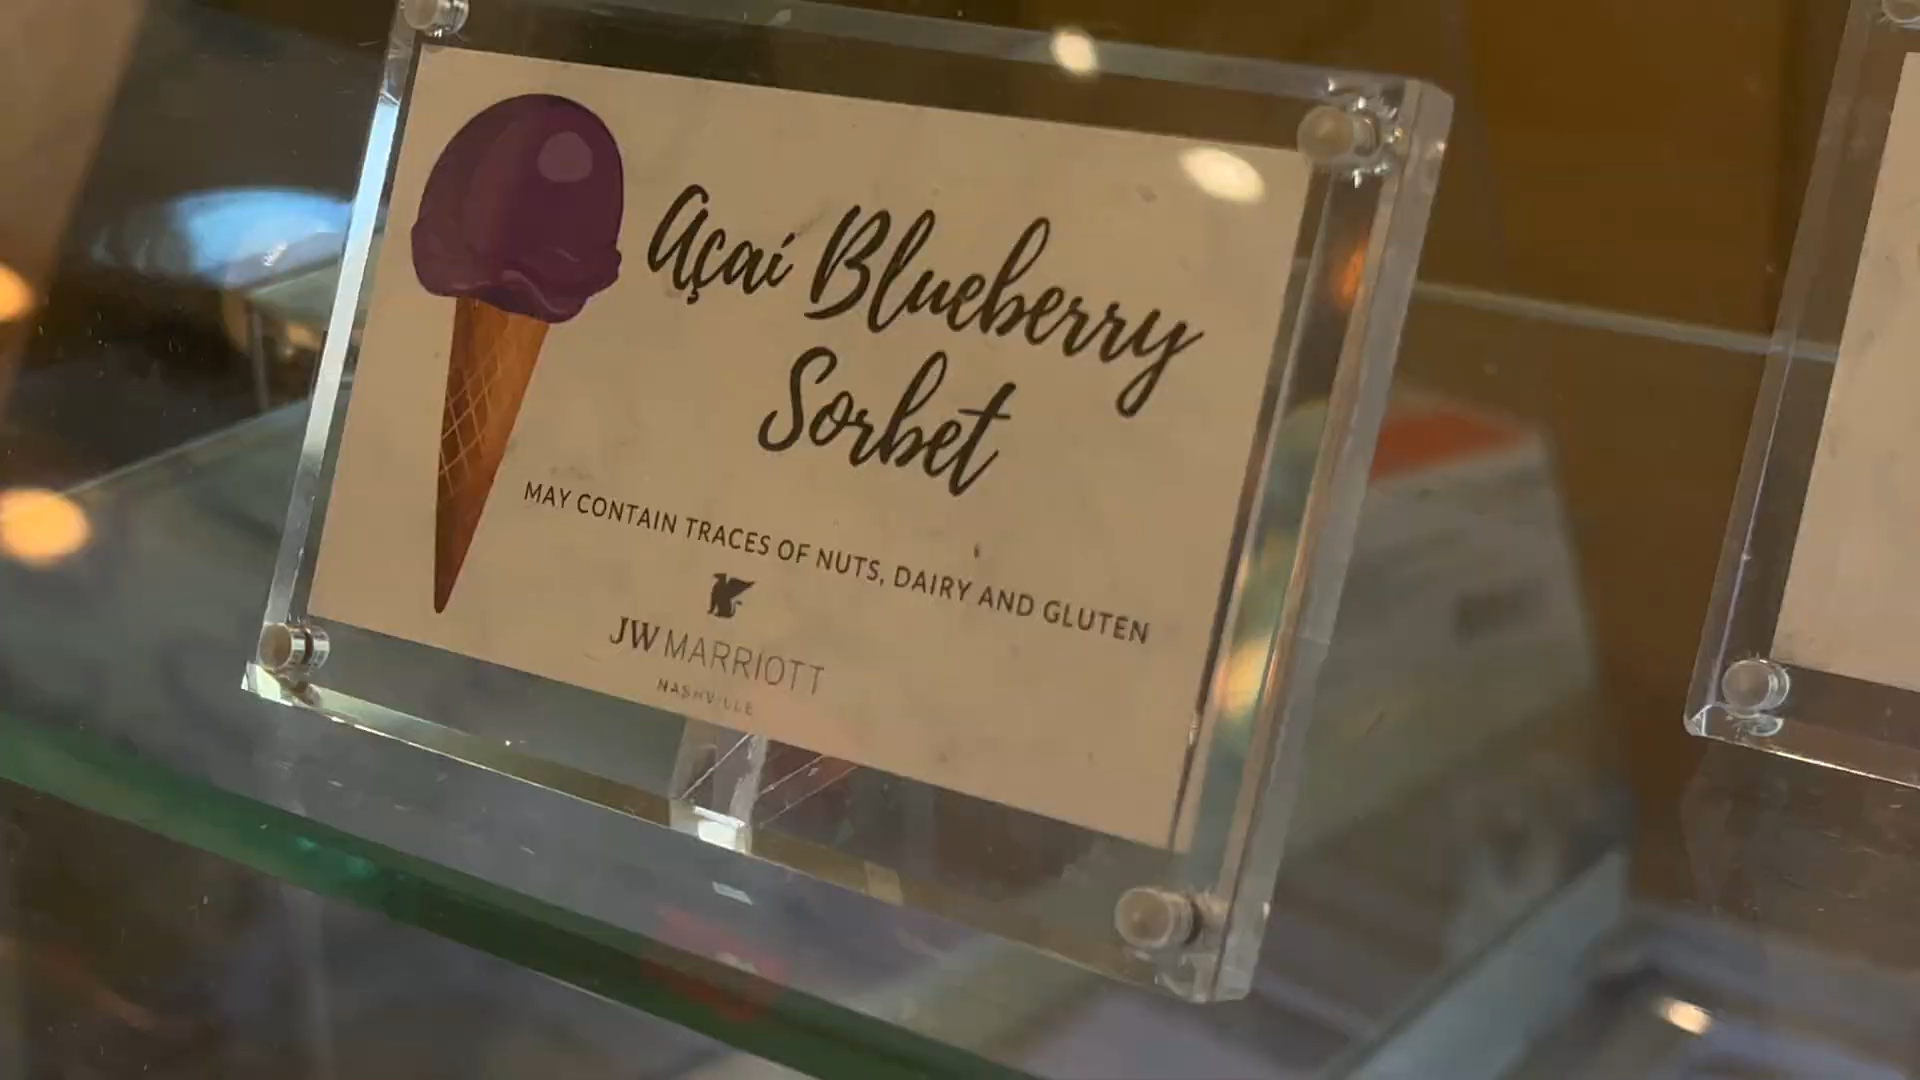 Açaí Blueberry
Sorbet
MAY CONTAIN TRACES OF NUTS, DAIRY AND GLUTEN
JW MARRIOTT
NASHVILLE